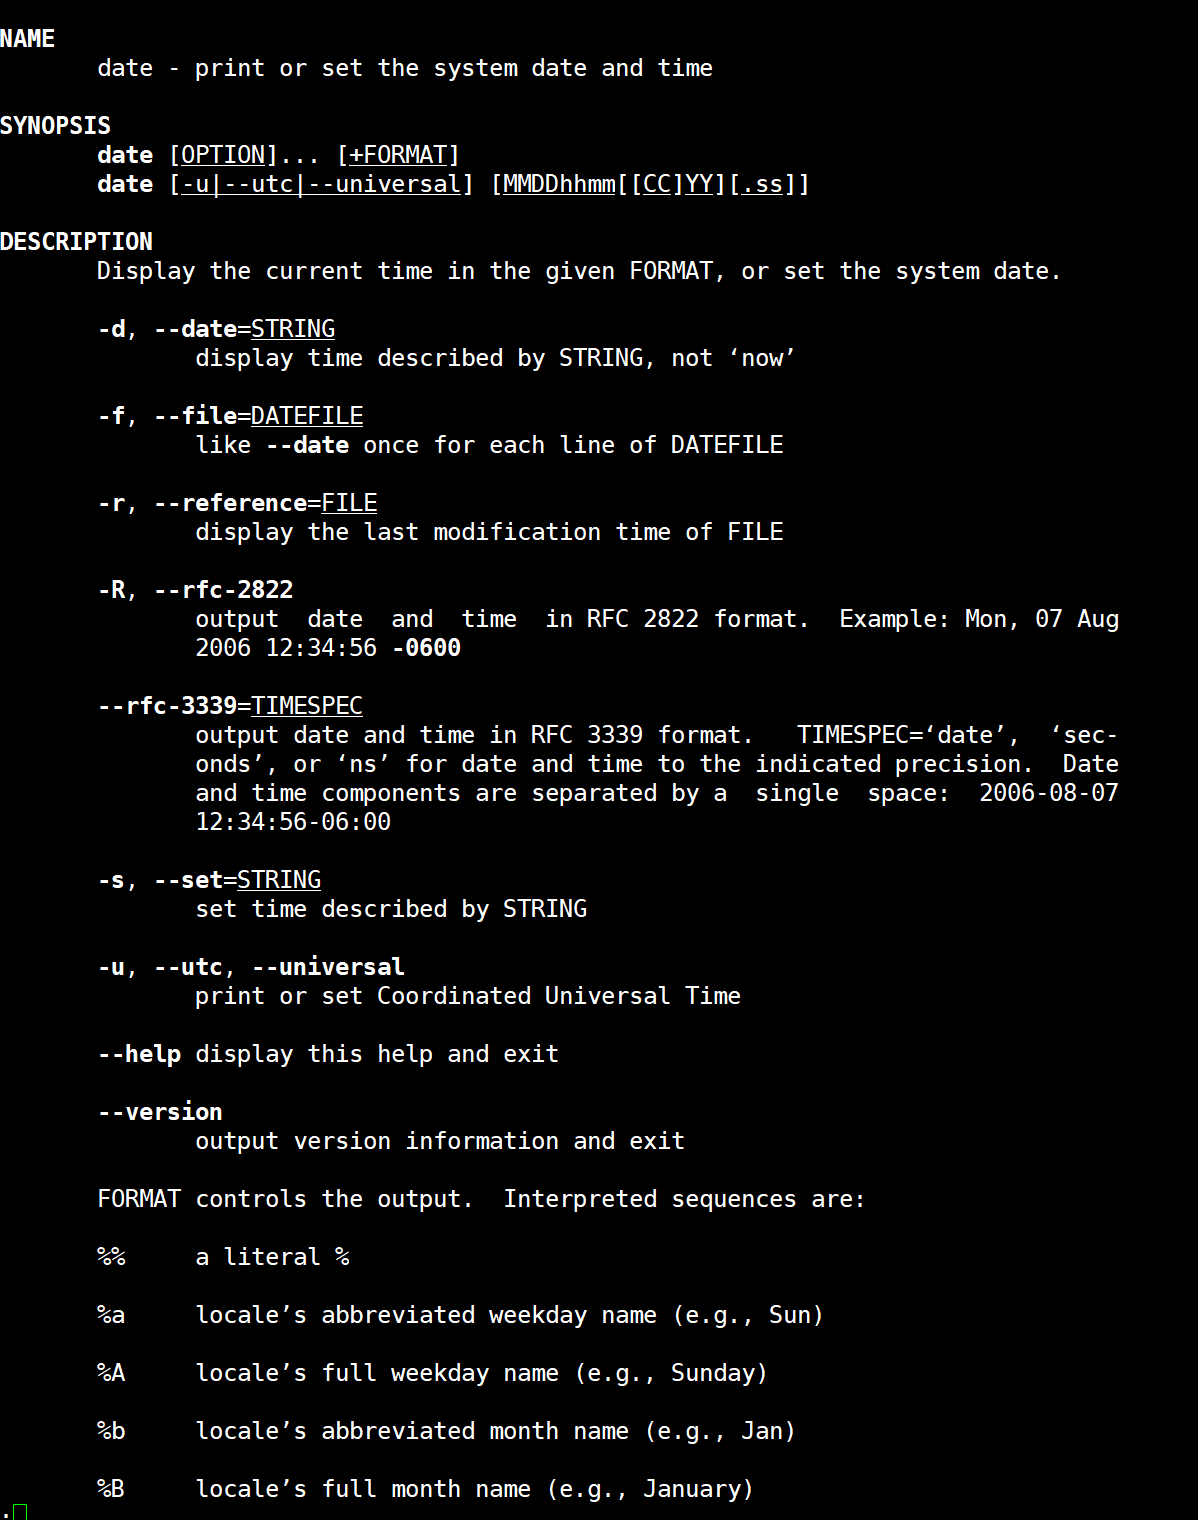 NAME
date - print or set the system date and time
SYNOPSIS
date [OPTION]... [+FORMAT]
date [-u|--utc|--universal] [MMDDhhmm[[CC]YY][.ss]]
DESCRIPTION
Display the current time in the given FORMAT, or set the system date.
-d, --date=STRING
display time described by STRING, not ‘now’
-f, --file=DATEFILE
like --date once for each line of DATEFILE
-r, --reference=FILE
display the last modification time of FILE
-R, --rfc-2822
output  date  and  time  in RFC 2822 format.  Example: Mon, 07 Aug
2006 12:34:56 -0600
--rfc-3339=TIMESPEC
output date and time in RFC 3339 format.   TIMESPEC=‘date’,  ‘sec-
onds’, or ‘ns’ for date and time to the indicated precision.  Date
and time components are separated by a  single  space:  2006-08-07
12:34:56-06:00
-s, --set=STRING
set time described by STRING
-u, --utc, --universal
print or set Coordinated Universal Time
--help display this help and exit
--version
output version information and exit
FORMAT controls the output.  Interpreted sequences are:
%%     a literal %
%a     locale’s abbreviated weekday name (e.g., Sun)
%A     locale’s full weekday name (e.g., Sunday)
%b     locale’s abbreviated month name (e.g., Jan)
%B     locale’s full month name (e.g., January)